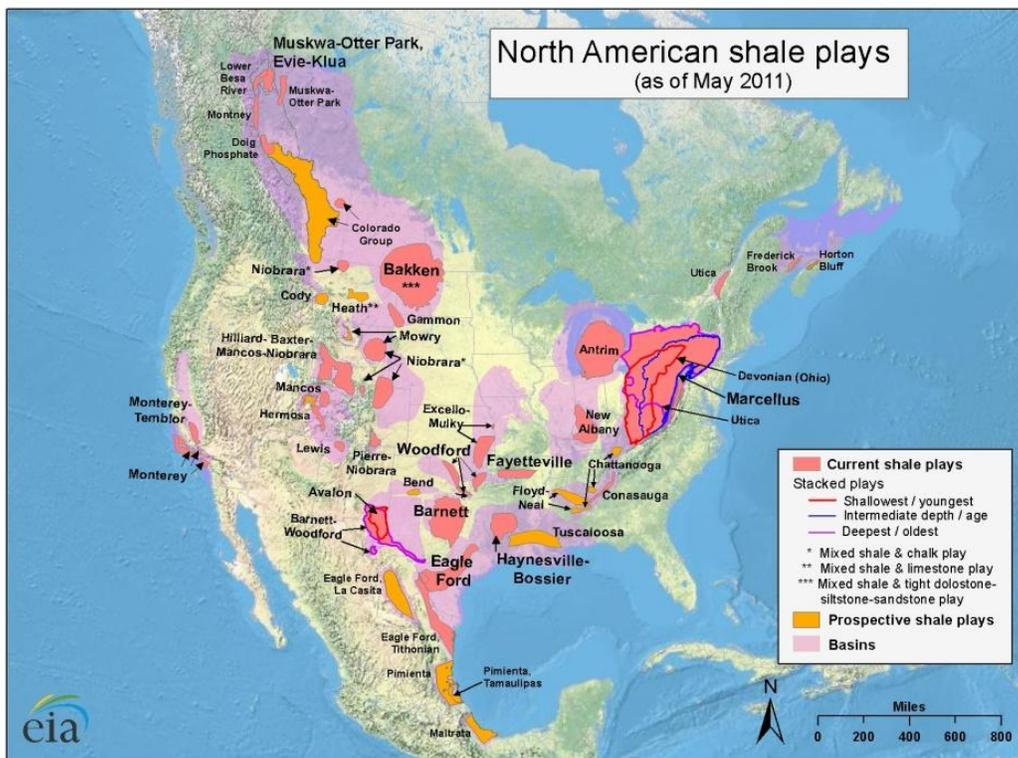 North American shale plays
(as of May 2011)
Muskwa-Otter Park,
Evie-Klua
Lower
Besa
River
Muskwa-
Otter Park
Montney
Doig
Phosphate
Colorado
Group
Niobrara*
Bakken
***
Cody
Heath**
Gammon
Mowry
Hilliard- Baxter-
Mancos-Niobrara
Niobrara*
Mancos
Hermosa
Monterey-
Temblor
Monterey
Lewis
Pierre-
Niobrara
Excello-
Mulky
Woodford
Fayetteville
Bend
Avalon
Barnett
Barnett-
Woodford
Eagle
Ford
Eagle Ford,
La Casita
Eagle Ford,
Tithonian
Pimienta
Pimienta,
Tamaulipas
Maltrata
Antrim
New
Albany
Chattanooga
Floyd-
Neal
Conasauga
Tuscaloosa
Haynesville-
Bossier
Utica
Frederick
Brook
Horton
Bluff
Devonian (Ohio)
Marcellus
Utica
Current shale plays
Stacked plays
Shallowest / youngest
Intermediate depth / age
Deepest / oldest
* Mixed shale & chalk play
** Mixed shale & limestone play
*** Mixed shale & tight dolostone-
siltstone-sandstone play
Prospective shale plays
Basins
N
Miles
0 200 400 600 800
eia